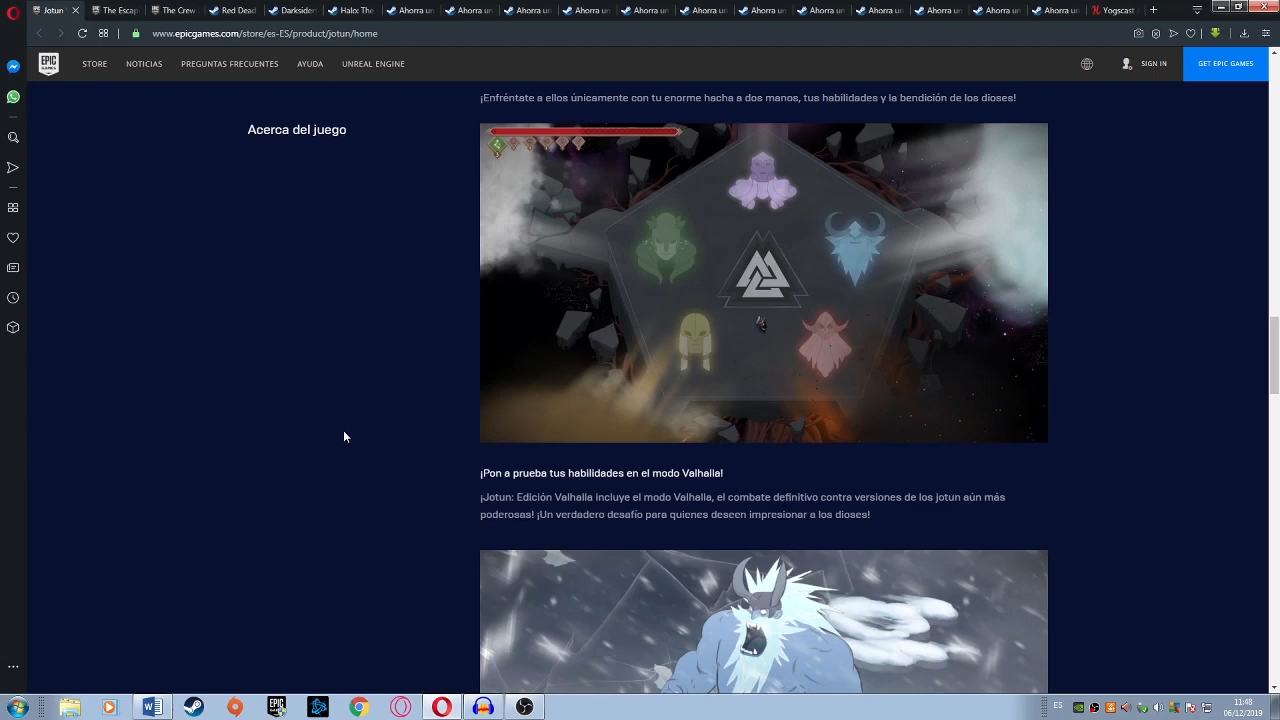 Jotun
The Escap
The Crew
Red Dead
Darksider
Halo: The
Ahorra un
Ahorra un
Ahorra un
Ahorra un
Ahorra un
Ahorra un
Ahorra un
Ahorra un
Ahorra un
Ahorra un
Ahorra un
Ahorra un
Yogscast
www.epicgames.com/store/es-ES/product/jotun/home
EPIC GAMES
STORE
NOTICIAS
PREGUNTAS FRECUENTES
AYUDA
UNREAL ENGINE
SIGN IN
GET EPIC GAMES
¡Enfréntate a ellos únicamente con tu enorme hacha a dos manos, tus habilidades y la bendición de los dioses!
Acerca del juego
¡Pon a prueba tus habilidades en el modo Valhalla!
¡Jotun: Edición Valhalla incluye el modo Valhalla, el combate definitivo contra versiones de los jotun aún más
poderosas! ¡Un verdadero desafío para quienes deseen impresionar a los dioses!
EPIC GAMES
ES
11:48
06/12/2019